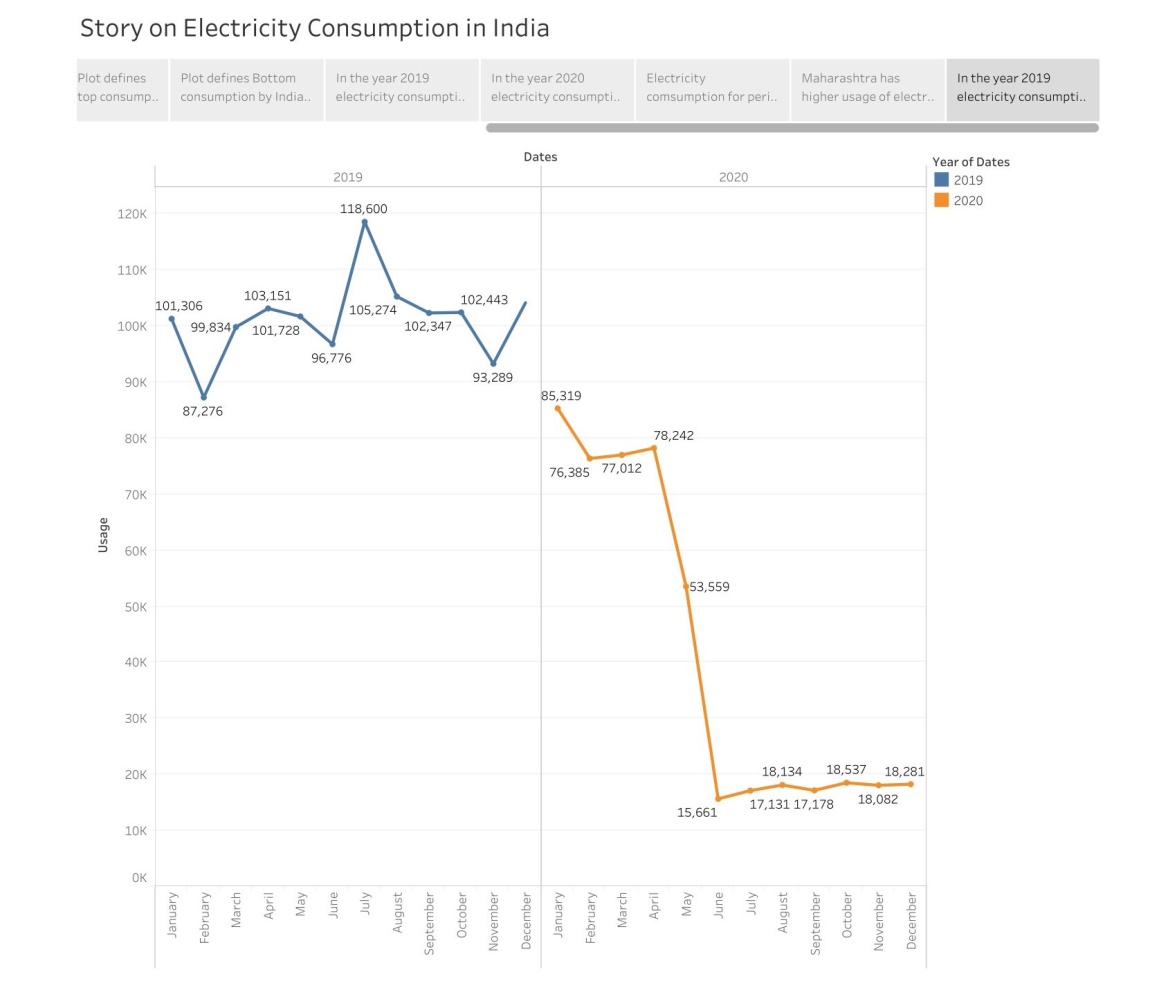 Story on Electricity Consumption in India
Plot defines
top consump..
Plot defines Bottom
consumption by India..
In the year 2019
electricity consumpti..
In the year 2020
electricity consumpti..
Electricity
comsumption for peri..
Maharashtra has
higher usage of electr..
In the year 2019
electricity consumpti..
Dates
2019
2020
Year of Dates
2019
2020
Usage
120K
110K
100K
90K
80K
70K
60K
50K
40K
30K
20K
10K
0K
101,306
87,276
99,834
103,151
101,728
96,776
118,600
105,274
102,347
102,443
93,289
85,319
76,385
77,012
78,242
53,559
15,661
17,131
18,134
17,178
18,537
18,082
18,281
January
February
March
April
May
June
July
August
September
October
November
December
January
February
March
April
May
June
July
August
September
October
November
December